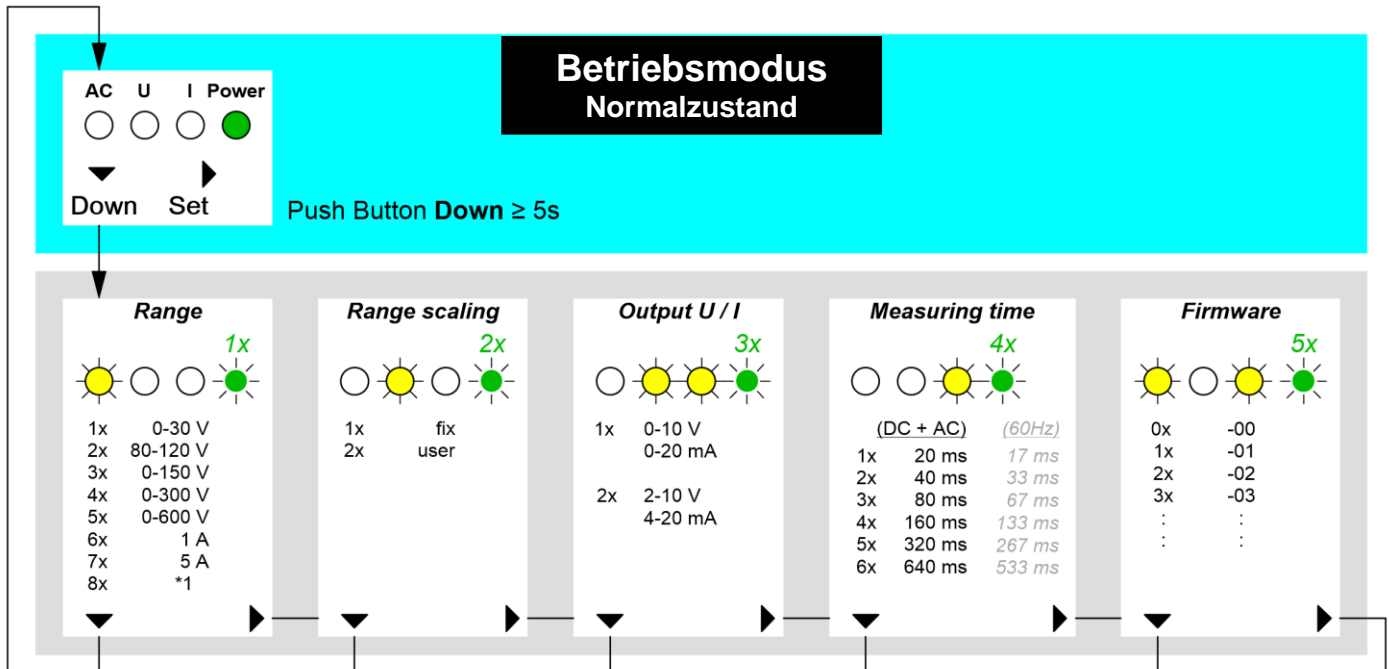 Betriebsmodus
Normalzustand
AC U I Power
Down Set
Push Button Down ≥ 5s
Range
1x
1x 0-30 V
2x 80-120 V
3x 0-150 V
4x 0-300 V
5x 0-600 V
6x 1 A
7x 5 A
8x *1
Range scaling
2x
1x fix
2x user
Output U / I
3x
1x 0-10 V
0-20 mA
2x 2-10 V
4-20 mA
Measuring time
4x
(DC + AC) (60Hz)
1x 20 ms 17 ms
2x 40 ms 33 ms
3x 80 ms 67 ms
4x 160 ms 133 ms
5x 320 ms 267 ms
6x 640 ms 533 ms
Firmware
5x
0x -00
1x -01
2x -02
3x -03
: :
: :